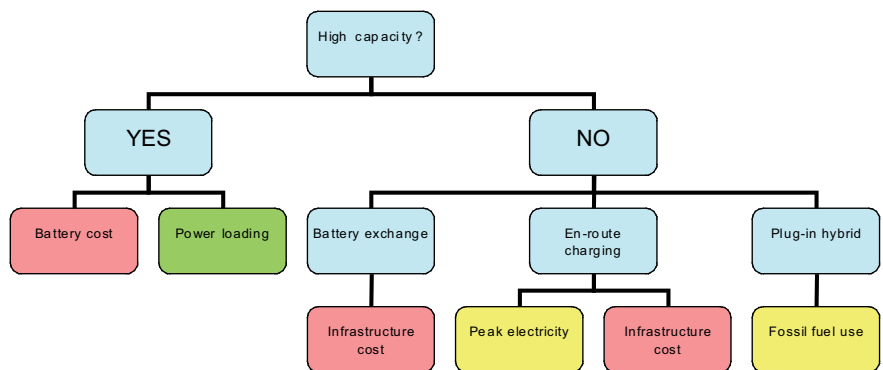 High capacity?
YES
NO
Battery cost
Power loading
Battery exchange
En-route
charging
Plug-in hybrid
Infrastructure
cost
Peak electricity
Infrastructure
cost
Fossil fuel use